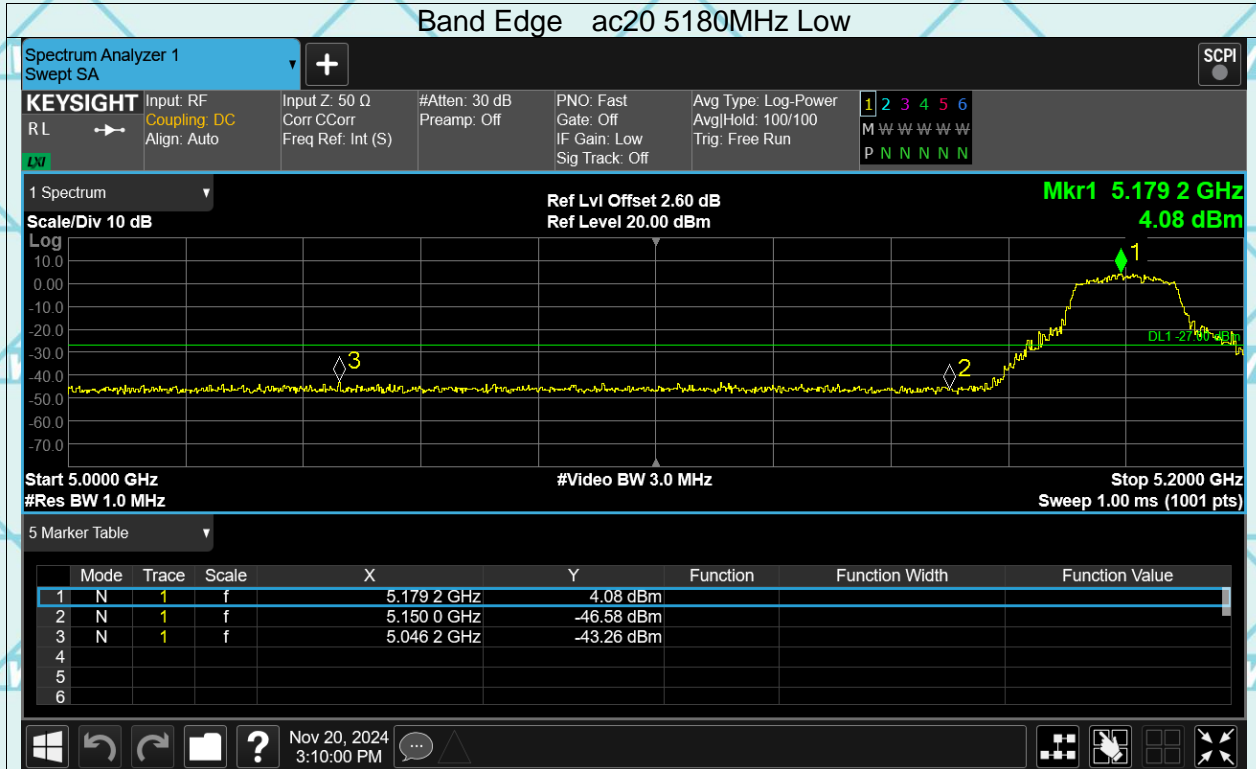 Band Edge ac20 5180MHz Low
Spectrum Analyzer 1
Swept SA
SCPI
KEYSIGHT
RL
LXI
Input: RF
Coupling: DC
Align: Auto
Input Z: 50 Ω
Corr CCorr
Freq Ref: Int (S)
#Atten: 30 dB
Preamp: Off
PNO: Fast
Gate: Off
IF Gain: Low
Sig Track: Off
Avg Type: Log-Power
Avg|Hold: 100/100
Trig: Free Run
1 2 3 4 5 6
M W W W W W
P N N N N N
1 Spectrum
Scale/Div 10 dB
Ref Lvl Offset 2.60 dB
Ref Level 20.00 dBm
Mkr1 5.179 2 GHz
4.08 dBm
Log
10.0
0.00
-10.0
-20.0
-30.0
-40.0
-50.0
-60.0
-70.0
1
DL1 -27.00 dBm
3
2
Start 5.0000 GHz
#Video BW 3.0 MHz
Stop 5.2000 GHz
#Res BW 1.0 MHz
Sweep 1.00 ms (1001 pts)
5 Marker Table
Mode Trace Scale X Y Function Function Width Function Value
1 N 1 f 5.179 2 GHz 4.08 dBm
2 N 1 f 5.150 0 GHz -46.58 dBm
3 N 1 f 5.046 2 GHz -43.26 dBm
4
5
6
?
Nov 20, 2024
3:10:00 PM